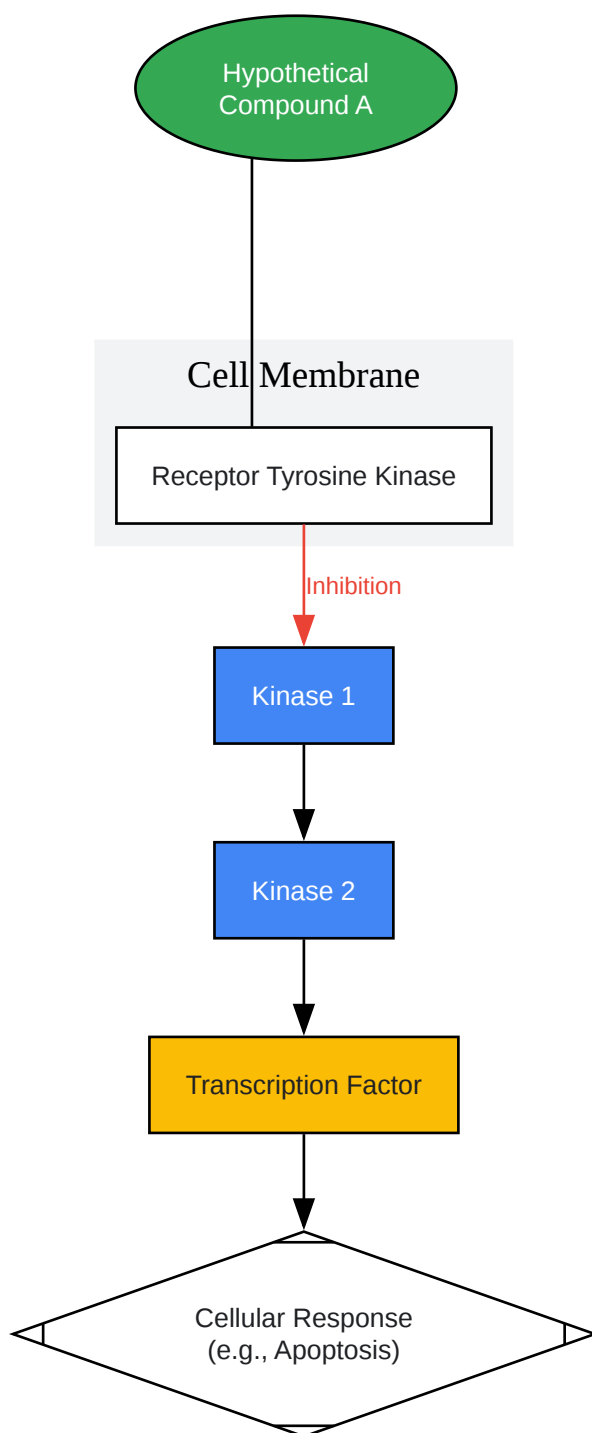 Hypothetical
Compound A
Cell Membrane
Receptor Tyrosine Kinase
Inhibition
Kinase 1
Kinase 2
Transcription Factor
Cellular Response
(e.g., Apoptosis)